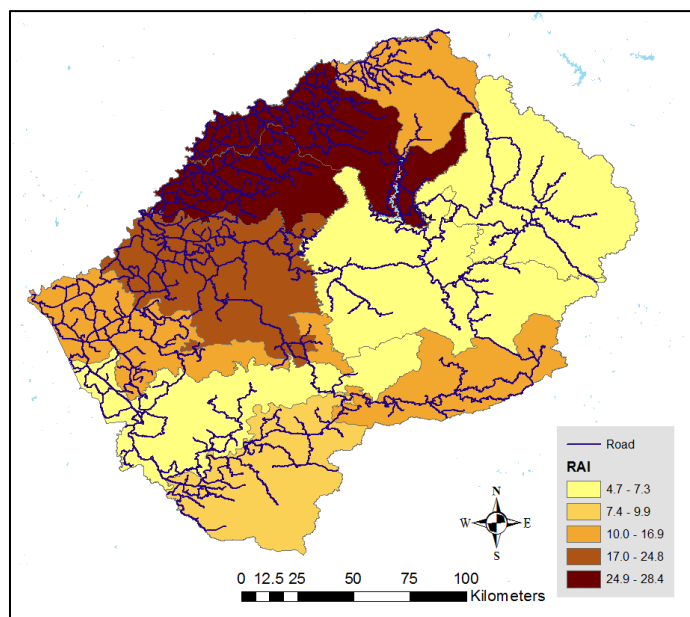 Road
RAI
4.7 - 7.3
7.4 - 9.9
10.0 - 16.9
17.0 - 24.8
24.9 - 28.4
N
W E
S
0 12.5 25 50 75 100
Kilometers